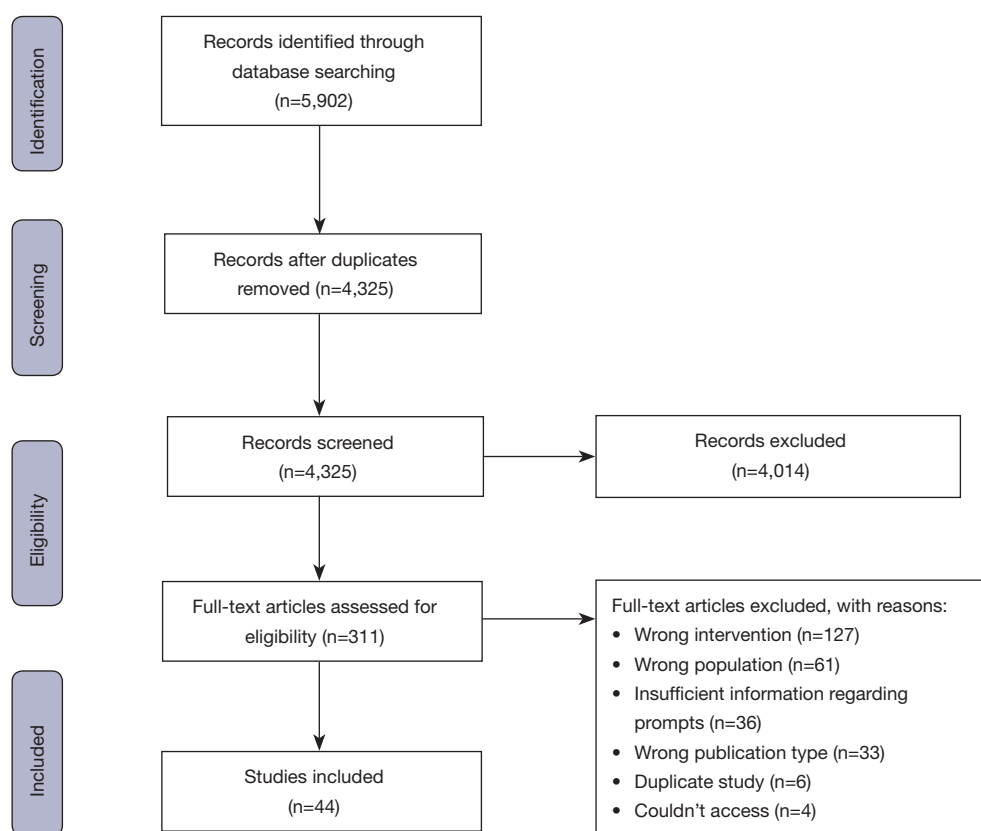 Identification
Records identified through
database searching
(n=5,902)
Screening
Records after duplicates
removed (n=4,325)
Eligibility
Records screened
(n=4,325)
Records excluded
(n=4,014)
Full-text articles assessed for
eligibility (n=311)
Full-text articles excluded, with reasons:
• Wrong intervention (n=127)
• Wrong population (n=61)
• Insufficient information regarding
prompts (n=36)
• Wrong publication type (n=33)
• Duplicate study (n=6)
• Couldn't access (n=4)
Included
Studies included
(n=44)